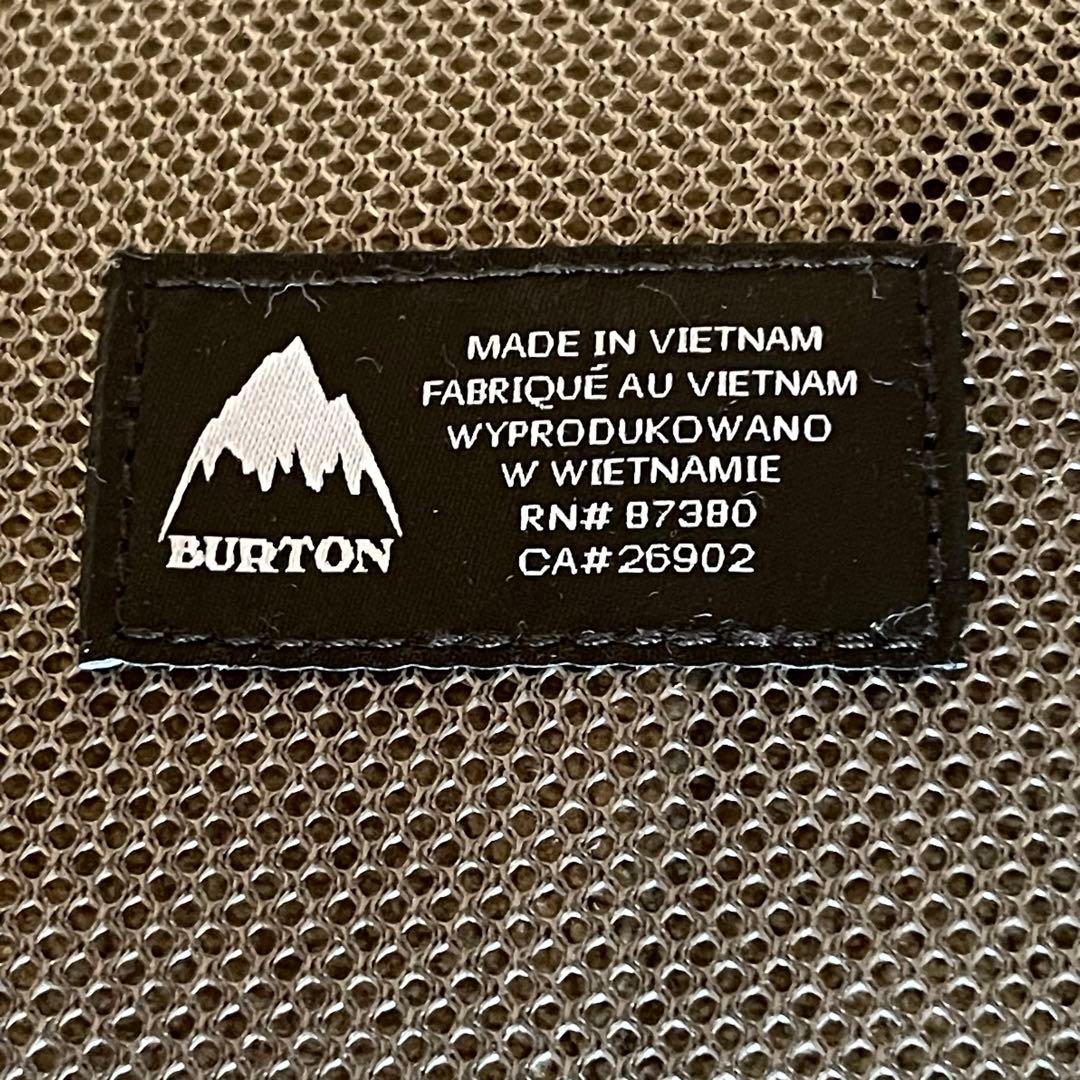 BURTON
MADE IN VIETNAM
FABRIQUÉ AU VIETNAM
WYPRODUKOWANO
W WIETNAMIE
RN# 87380
CA#26902